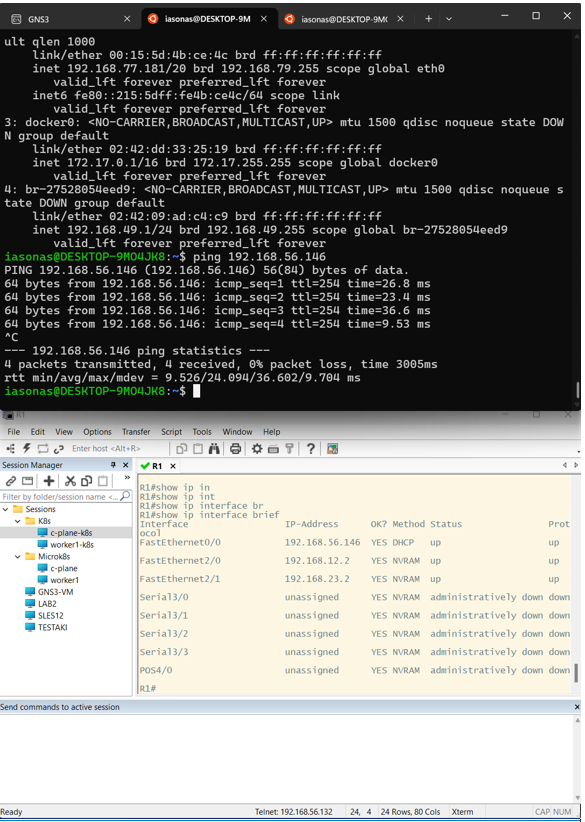 GNS3
iasonas@DESKTOP-9M
iasonas@DESKTOP-9M(
ult qlen 1000
link/ether 00:15:5d:4b:ce:4c brd ff:ff:ff:ff:ff:ff
inet 192.168.77.181/20 brd 192.168.79.255 scope global eth0
valid_lft forever preferred_lft forever
inet6 fe80::215:5dff:fe4b:ce4c/64 scope link
valid_lft forever preferred_lft forever
3: docker0: <NO-CARRIER,BROADCAST,MULTICAST,UP> mtu 1500 qdisc noqueue state DOW
N group default
link/ether 02:42:dd:33:25:19 brd ff:ff:ff:ff:ff:ff
inet 172.17.0.1/16 brd 172.17.255.255 scope global docker0
valid_lft forever preferred_lft forever
4: br-27528054eed9: <NO-CARRIER,BROADCAST,MULTICAST,UP> mtu 1500 qdisc noqueue s
tate DOWN group default
link/ether 02:42:09:ad:c4:c9 brd ff:ff:ff:ff:ff:ff
inet 192.168.49.1/24 brd 192.168.49.255 scope global br-27528054eed9
valid_lft forever preferred_lft forever
iasonas@DESKTOP-9MO4JK8:~$ ping 192.168.56.146
PING 192.168.56.146 (192.168.56.146) 56(84) bytes of data.
64 bytes from 192.168.56.146: icmp_seq=1 ttl=254 time=26.8 ms
64 bytes from 192.168.56.146: icmp_seq=2 ttl=254 time=23.4 ms
64 bytes from 192.168.56.146: icmp_seq=3 ttl=254 time=36.6 ms
64 bytes from 192.168.56.146: icmp_seq=4 ttl=254 time=9.53 ms
^C
--- 192.168.56.146 ping statistics ---
4 packets transmitted, 4 received, 0% packet loss, time 3005ms
rtt min/avg/max/mdev = 9.526/24.094/36.602/9.704 ms
iasonas@DESKTOP-9MO4JK8:~$
R1
File Edit View Options Transfer Script Tools Window Help
Enter host <Alt+R>
Session Manager
R1
Filter by folder/session name <...
Sessions
K8s
c-plane-k8s
worker1-k8s
Microk8s
c-plane
worker1
GNS3-VM
LAB2
SLES12
TESTAKI
R1#show ip in
R1#show ip int
R1#show ip interface br
R1#show ip interface brief
Interface IP-Address OK? Method Status Prot
ocol
FastEthernet0/0 192.168.56.146 YES DHCP up up
FastEthernet2/0 192.168.12.2 YES NVRAM up up
FastEthernet2/1 192.168.23.2 YES NVRAM up up
Serial3/0 unassigned YES NVRAM administratively down down
Serial3/1 unassigned YES NVRAM administratively down down
Serial3/2 unassigned YES NVRAM administratively down down
Serial3/3 unassigned YES NVRAM administratively down down
POS4/0 unassigned YES NVRAM administratively down down
R1#
Send commands to active session
Ready
Telnet: 192.168.56.132 24, 4 24 Rows, 80 Cols Xterm CAP NUM